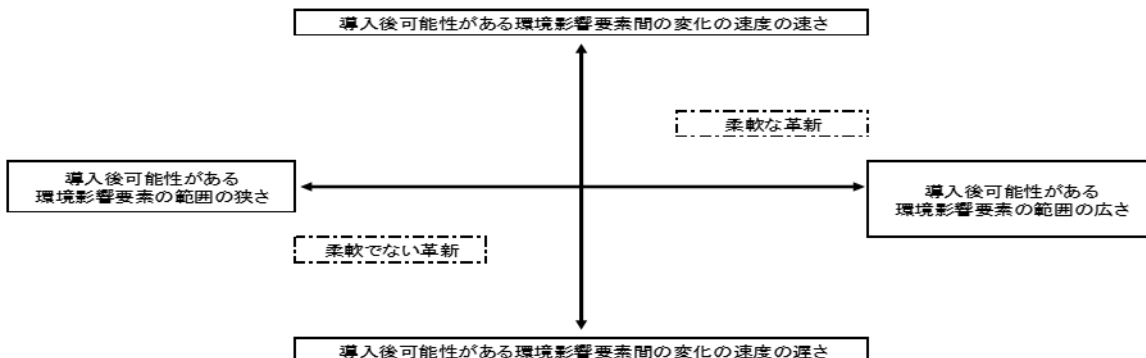 導入後可能性がある環境影響要素間の変化の速度の速さ
柔軟な革新
導入後可能性がある
環境影響要素の範囲の狭さ
導入後可能性がある
環境影響要素の範囲の広さ
柔軟でない革新
導入後可能性がある環境影響要素間の変化の速度の遅さ